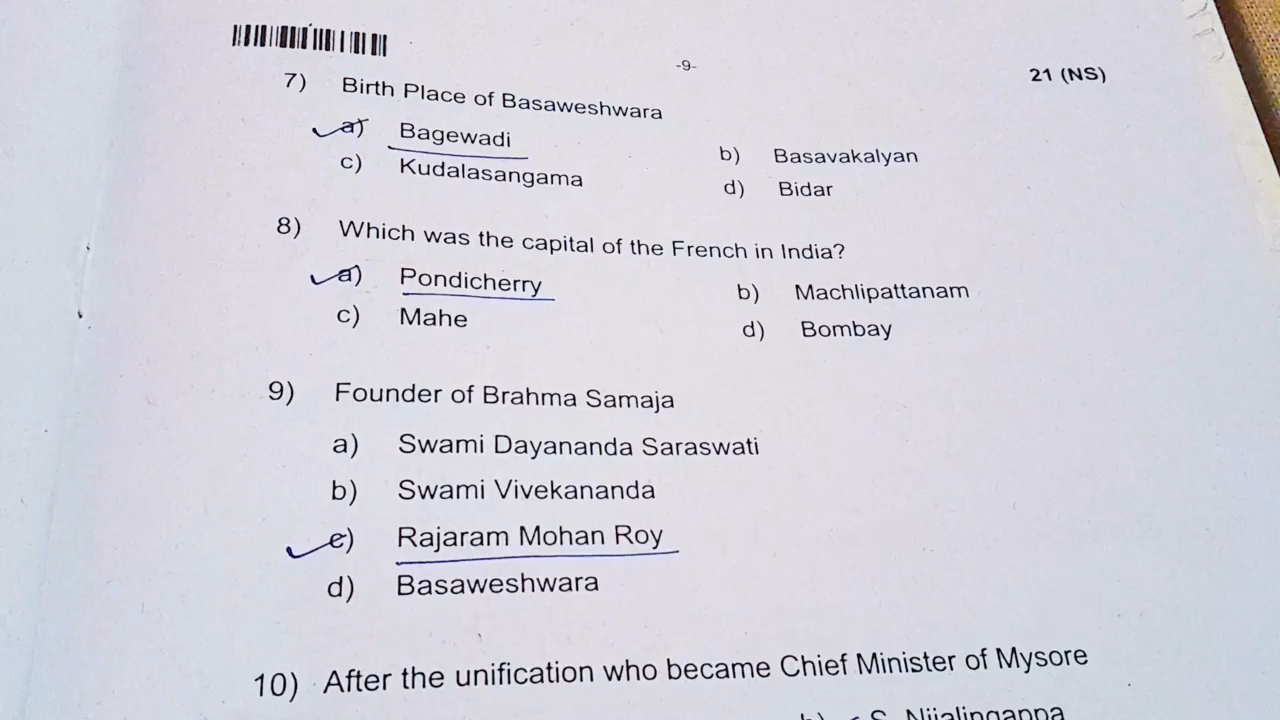 -9-
21 (NS)
7) Birth Place of Basaweshwara
a) Bagewadi b) Basavakalyan
c) Kudalasangama d) Bidar
8) Which was the capital of the French in India?
a) Pondicherry b) Machlipattanam
c) Mahe d) Bombay
9) Founder of Brahma Samaja
a) Swami Dayananda Saraswati
b) Swami Vivekananda
c) Rajaram Mohan Roy
d) Basaweshwara
10) After the unification who became Chief Minister of Mysore
b) S. Nijalingappa